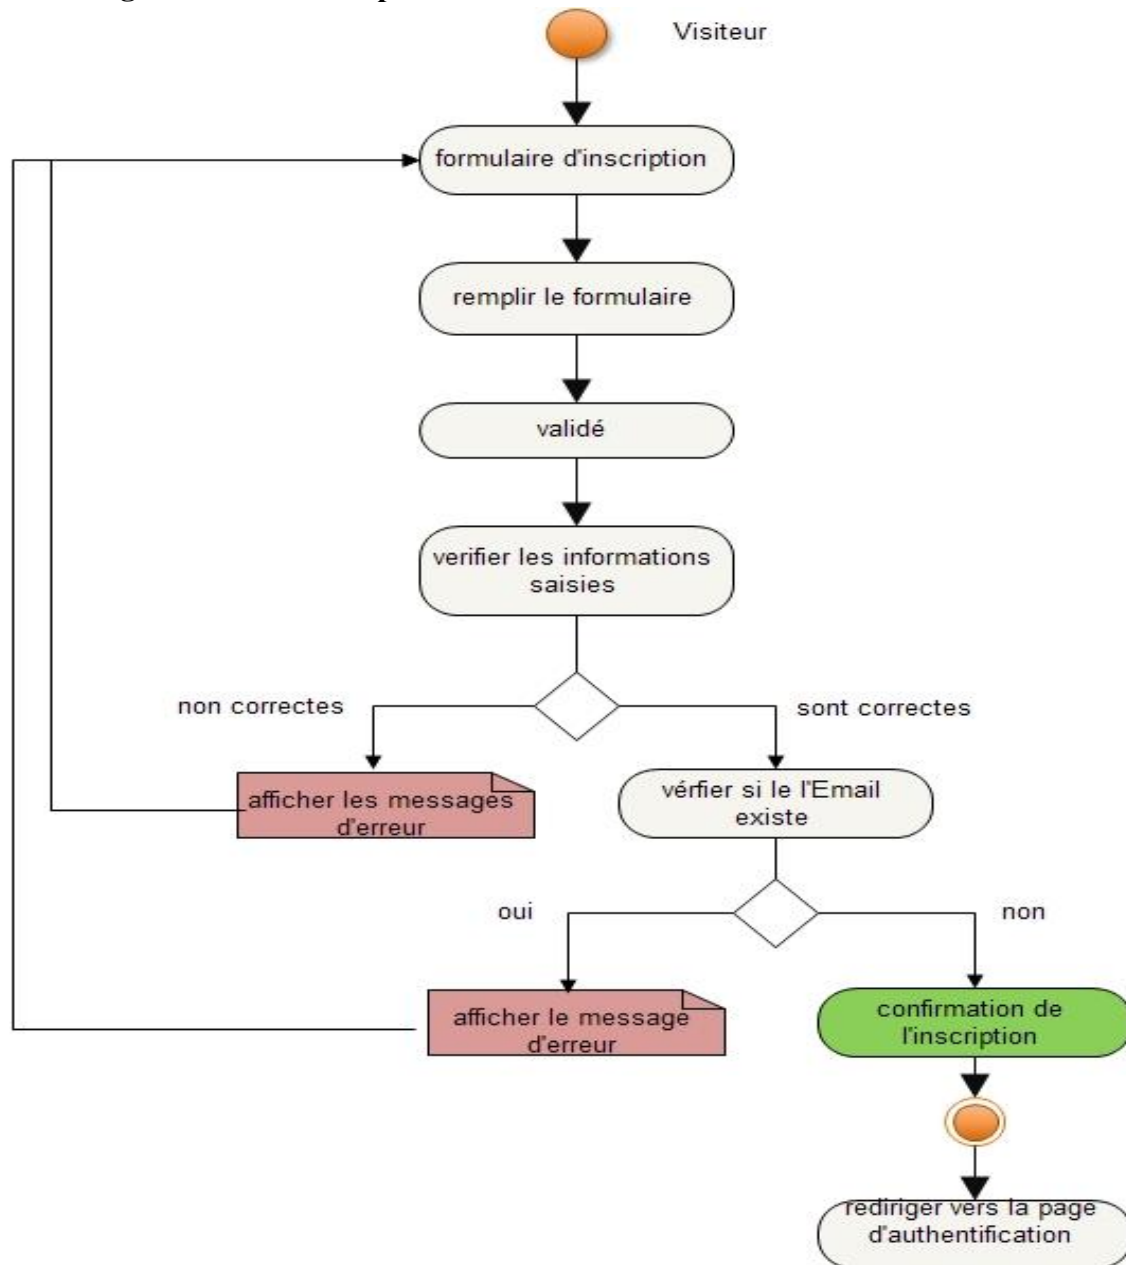 Visiteur
formulaire d'inscription
remplir le formulaire
validé
verifier les informations
saisies
non correctes
sont correctes
afficher les messages
d'erreur
vérfier si le l'Email
existe
oui
non
afficher le message
d'erreur
confirmation de
l'inscription
rediriger vers la page
d'authentification